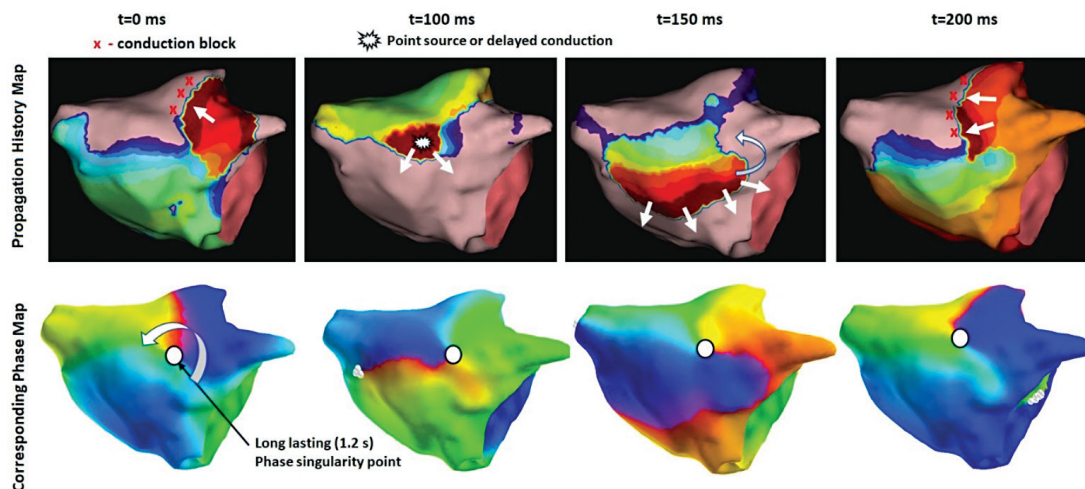 t=0 ms t=100 ms t=150 ms t=200 ms
x - conduction block Point source or delayed conduction
Propagation History Map
x
x
x
x
x
x
x
Corresponding Phase Map
Long lasting (1.2 s)
Phase singularity point